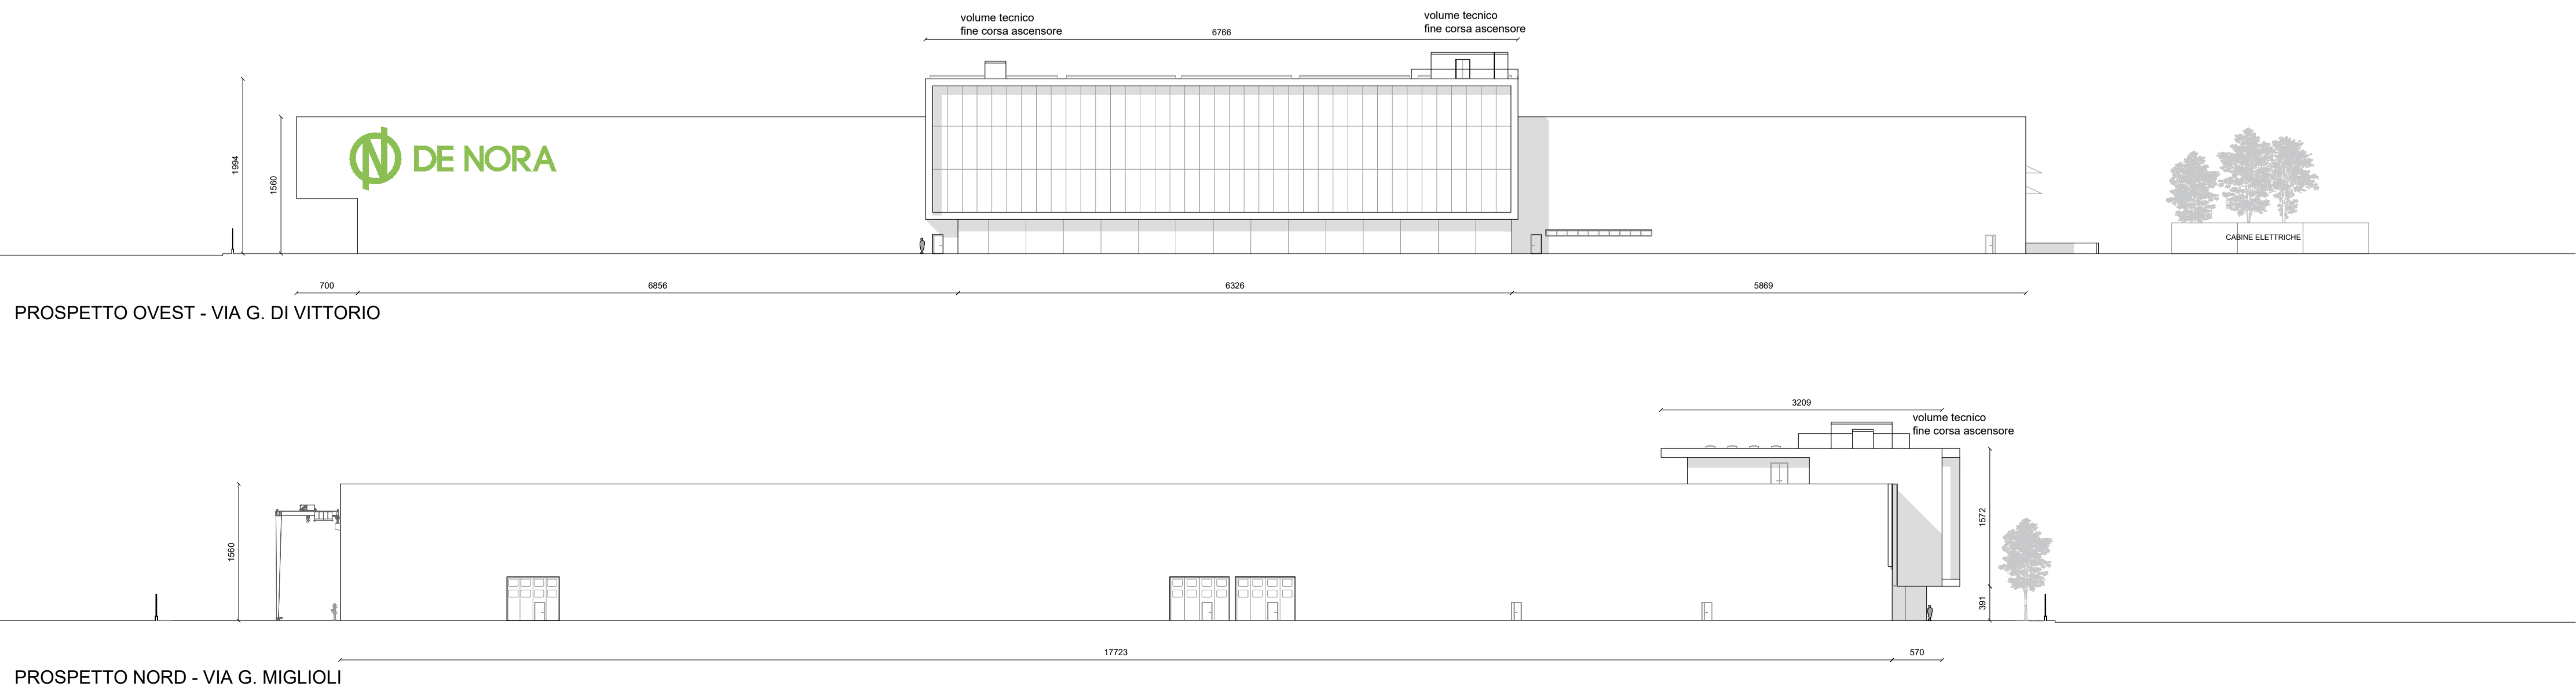 volume tecnico
fine corsa ascensore
6766
volume tecnico
fine corsa ascensore
1994
1560
DE NORA
CABINE ELETTRICHE
700
6856
6326
5869
PROSPETTO OVEST - VIA G. DI VITTORIO
3209
volume tecnico
fine corsa ascensore
1560
1572
391
17723
570
PROSPETTO NORD - VIA G. MIGLIOLI